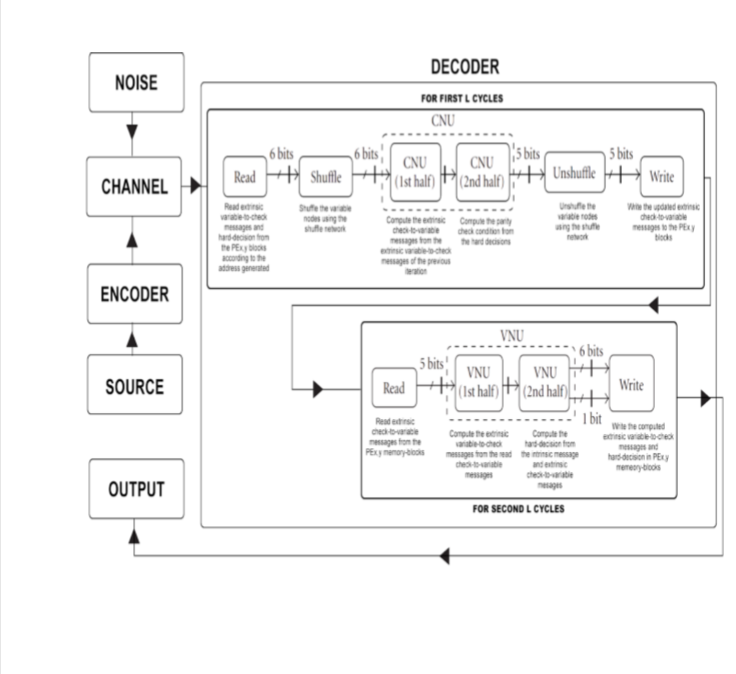 DECODER
NOISE
FOR FIRST L CYCLES
CNU
CHANNEL
Read
6 bits
Shuffle
6 bits
CNU
(1st half)
CNU
(2nd half)
5 bits
Unshuffle
5 bits
Write
Read extrinsic
variable-to-check
messages and
hard-decision from
the PEx,y blocks
according to the
address generated
Shuffle the variable
nodes using the
shuffle network
Compute the extrinsic
check-to-variable
messages from the
extrinsic variable-to-check
messages of the previous
iteration
Compute the parity
check condition from
the hard decisions
Unshuffle the
variable nodes
using the shuffle
network
Write the updated extrinsic
check-to-variable
messages to the PEx,y
blocks
ENCODER
SOURCE
OUTPUT
VNU
Read
5 bits
VNU
(1st half)
VNU
(2nd half)
6 bits
1 bit
Write
Read extrinsic
check-to-variable
messages from the
PEx,y memory-blocks
Compute the extrinsic
variable-to-check
messages from the read
check-to-variable
messages
Compute the
hard-decision from
the intrinsic message
and extrinsic
check-to-variable
mesages
Write the computed
extrinsic variable-to-check
messages and
hard-decision in PEx,y
memeory-blocks
FOR SECOND L CYCLES